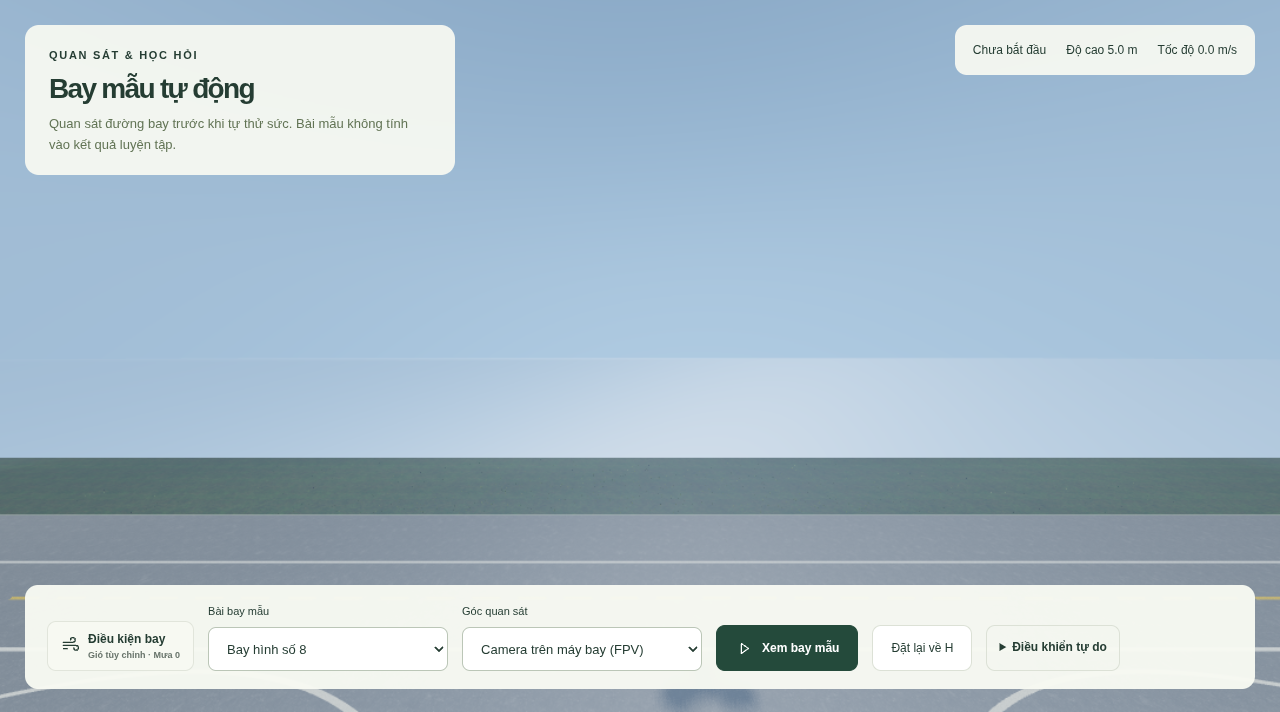 QUAN SÁT & HỌC HỎI
Bay mẫu tự động
Quan sát đường bay trước khi tự thử sức. Bài mẫu không tính
vào kết quả luyện tập.
Chưa bắt đầu Độ cao 5.0 m Tốc độ 0.0 m/s
Điều kiện bay
Gió tùy chỉnh · Mưa 0
Bài bay mẫu
Bay hình số 8
Góc quan sát
Camera trên máy bay (FPV)
Xem bay mẫu
Đặt lại về H
Điều khiển tự do